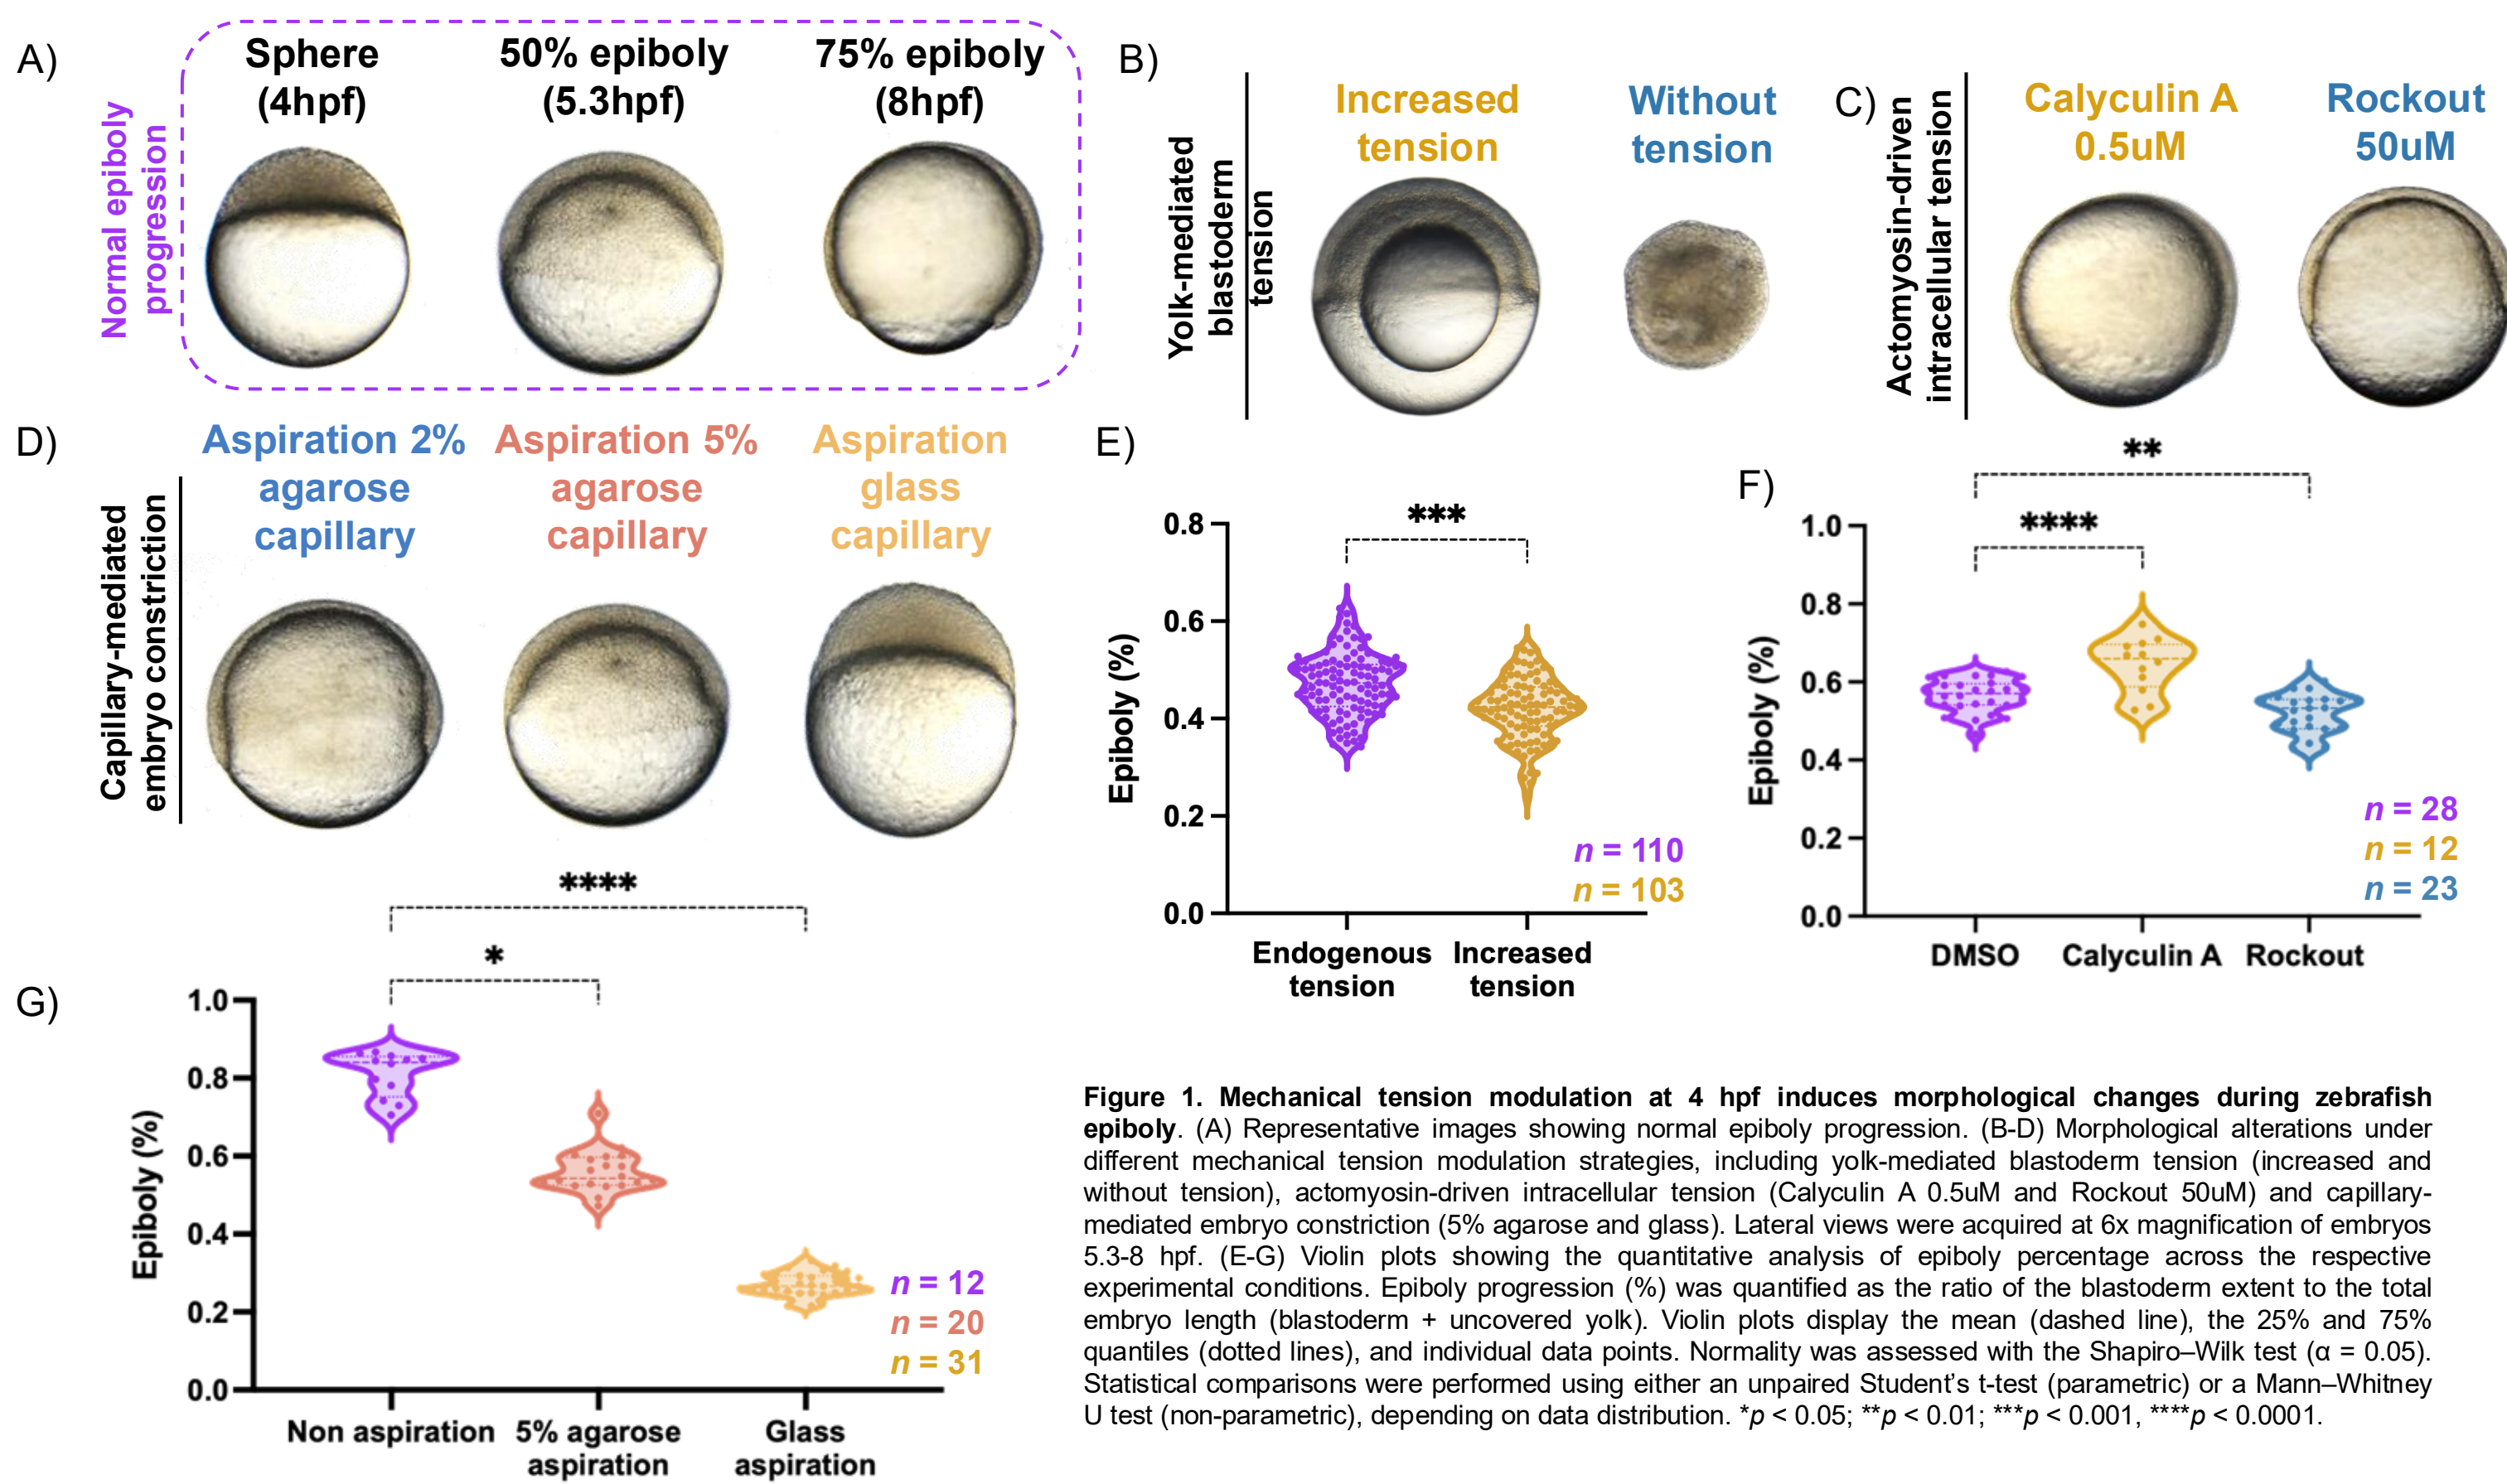 A)
Normal epiboly
progression
Sphere
(4hpf)
50% epiboly
(5.3hpf)
75% epiboly
(8hpf)
B)
Yolk-mediated
blastoderm
tension
Increased
tension
Without
tension
C)
Actomyosin-driven
intracellular tension
Calyculin A
0.5uM
Rockout
50uM
D)
Capillary-mediated
embryo constriction
Aspiration 2%
agarose
capillary
Aspiration 5%
agarose
capillary
Aspiration
glass
capillary
E)
Epiboly (%)
0.8
0.6
0.4
0.2
0.0
***
n = 110
n = 103
Endogenous
tension
Increased
tension
F)
Epiboly (%)
1.0
0.8
0.6
0.4
0.2
0.0
**
****
n = 28
n = 12
n = 23
DMSO
Calyculin A
Rockout
G)
Epiboly (%)
1.0
0.8
0.6
0.4
0.2
0.0
****
*
n = 12
n = 20
n = 31
Non aspiration
5% agarose
aspiration
Glass
aspiration
Figure 1. Mechanical tension modulation at 4 hpf induces morphological changes during zebrafish
epiboly. (A) Representative images showing normal epiboly progression. (B-D) Morphological alterations under
different mechanical tension modulation strategies, including yolk-mediated blastoderm tension (increased and
without tension), actomyosin-driven intracellular tension (Calyculin A 0.5uM and Rockout 50uM) and capillary-
mediated embryo constriction (5% agarose and glass). Lateral views were acquired at 6x magnification of embryos
5.3-8 hpf. (E-G) Violin plots showing the quantitative analysis of epiboly percentage across the respective
experimental conditions. Epiboly progression (%) was quantified as the ratio of the blastoderm extent to the total
embryo length (blastoderm + uncovered yolk). Violin plots display the mean (dashed line), the 25% and 75%
quantiles (dotted lines), and individual data points. Normality was assessed with the Shapiro–Wilk test (α = 0.05).
Statistical comparisons were performed using either an unpaired Student’s t-test (parametric) or a Mann–Whitney
U test (non-parametric), depending on data distribution. *p < 0.05; **p < 0.01; ***p < 0.001, ****p < 0.0001.